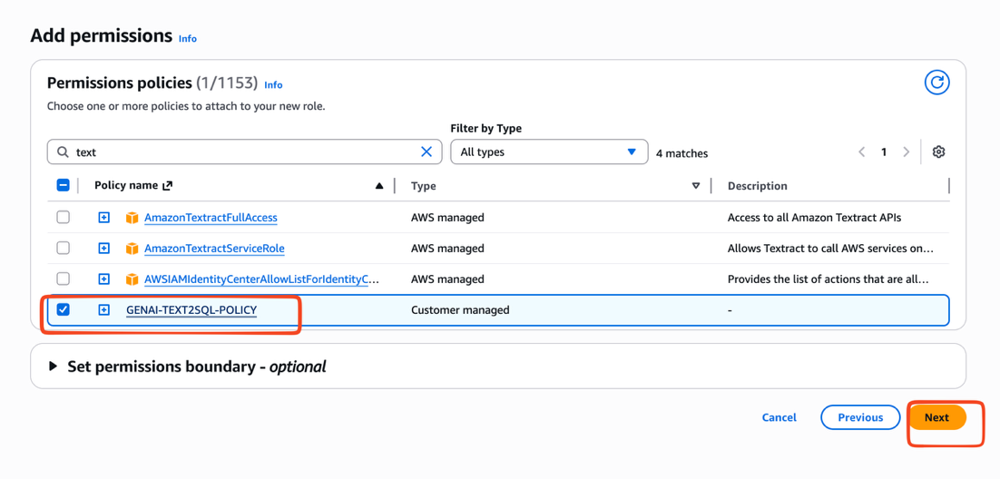 Add permissions Info
Permissions policies (1/1153) Info
Choose one or more policies to attach to your new role.
Filter by Type
text
All types
4 matches
1
Policy name
Type
Description
AmazonTextractFullAccess AWS managed Access to all Amazon Textract APIs
AmazonTextractServiceRole AWS managed Allows Textract to call AWS services on...
AWSIAMIdentityCenterAllowListForIdentityC... AWS managed Provides the list of actions that are all...
GENAI-TEXT2SQL-POLICY Customer managed -
Set permissions boundary - optional
Cancel Previous Next